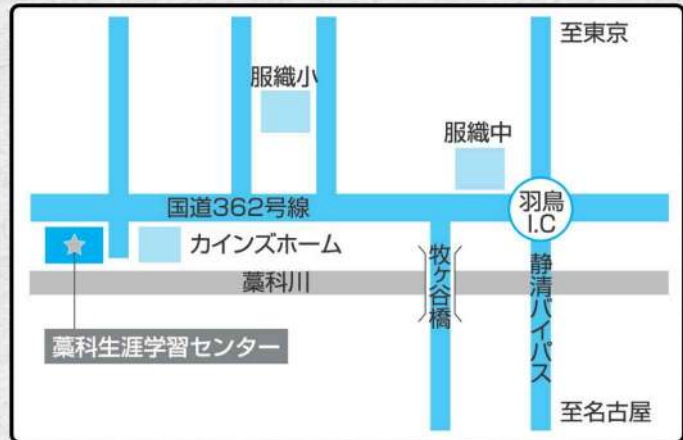 至東京
服織小
服織中
国道362号線
羽鳥
I.C
カインズホーム
藁科川
牧ヶ谷橋
静清バイパス
藁科生涯学習センター
至名古屋